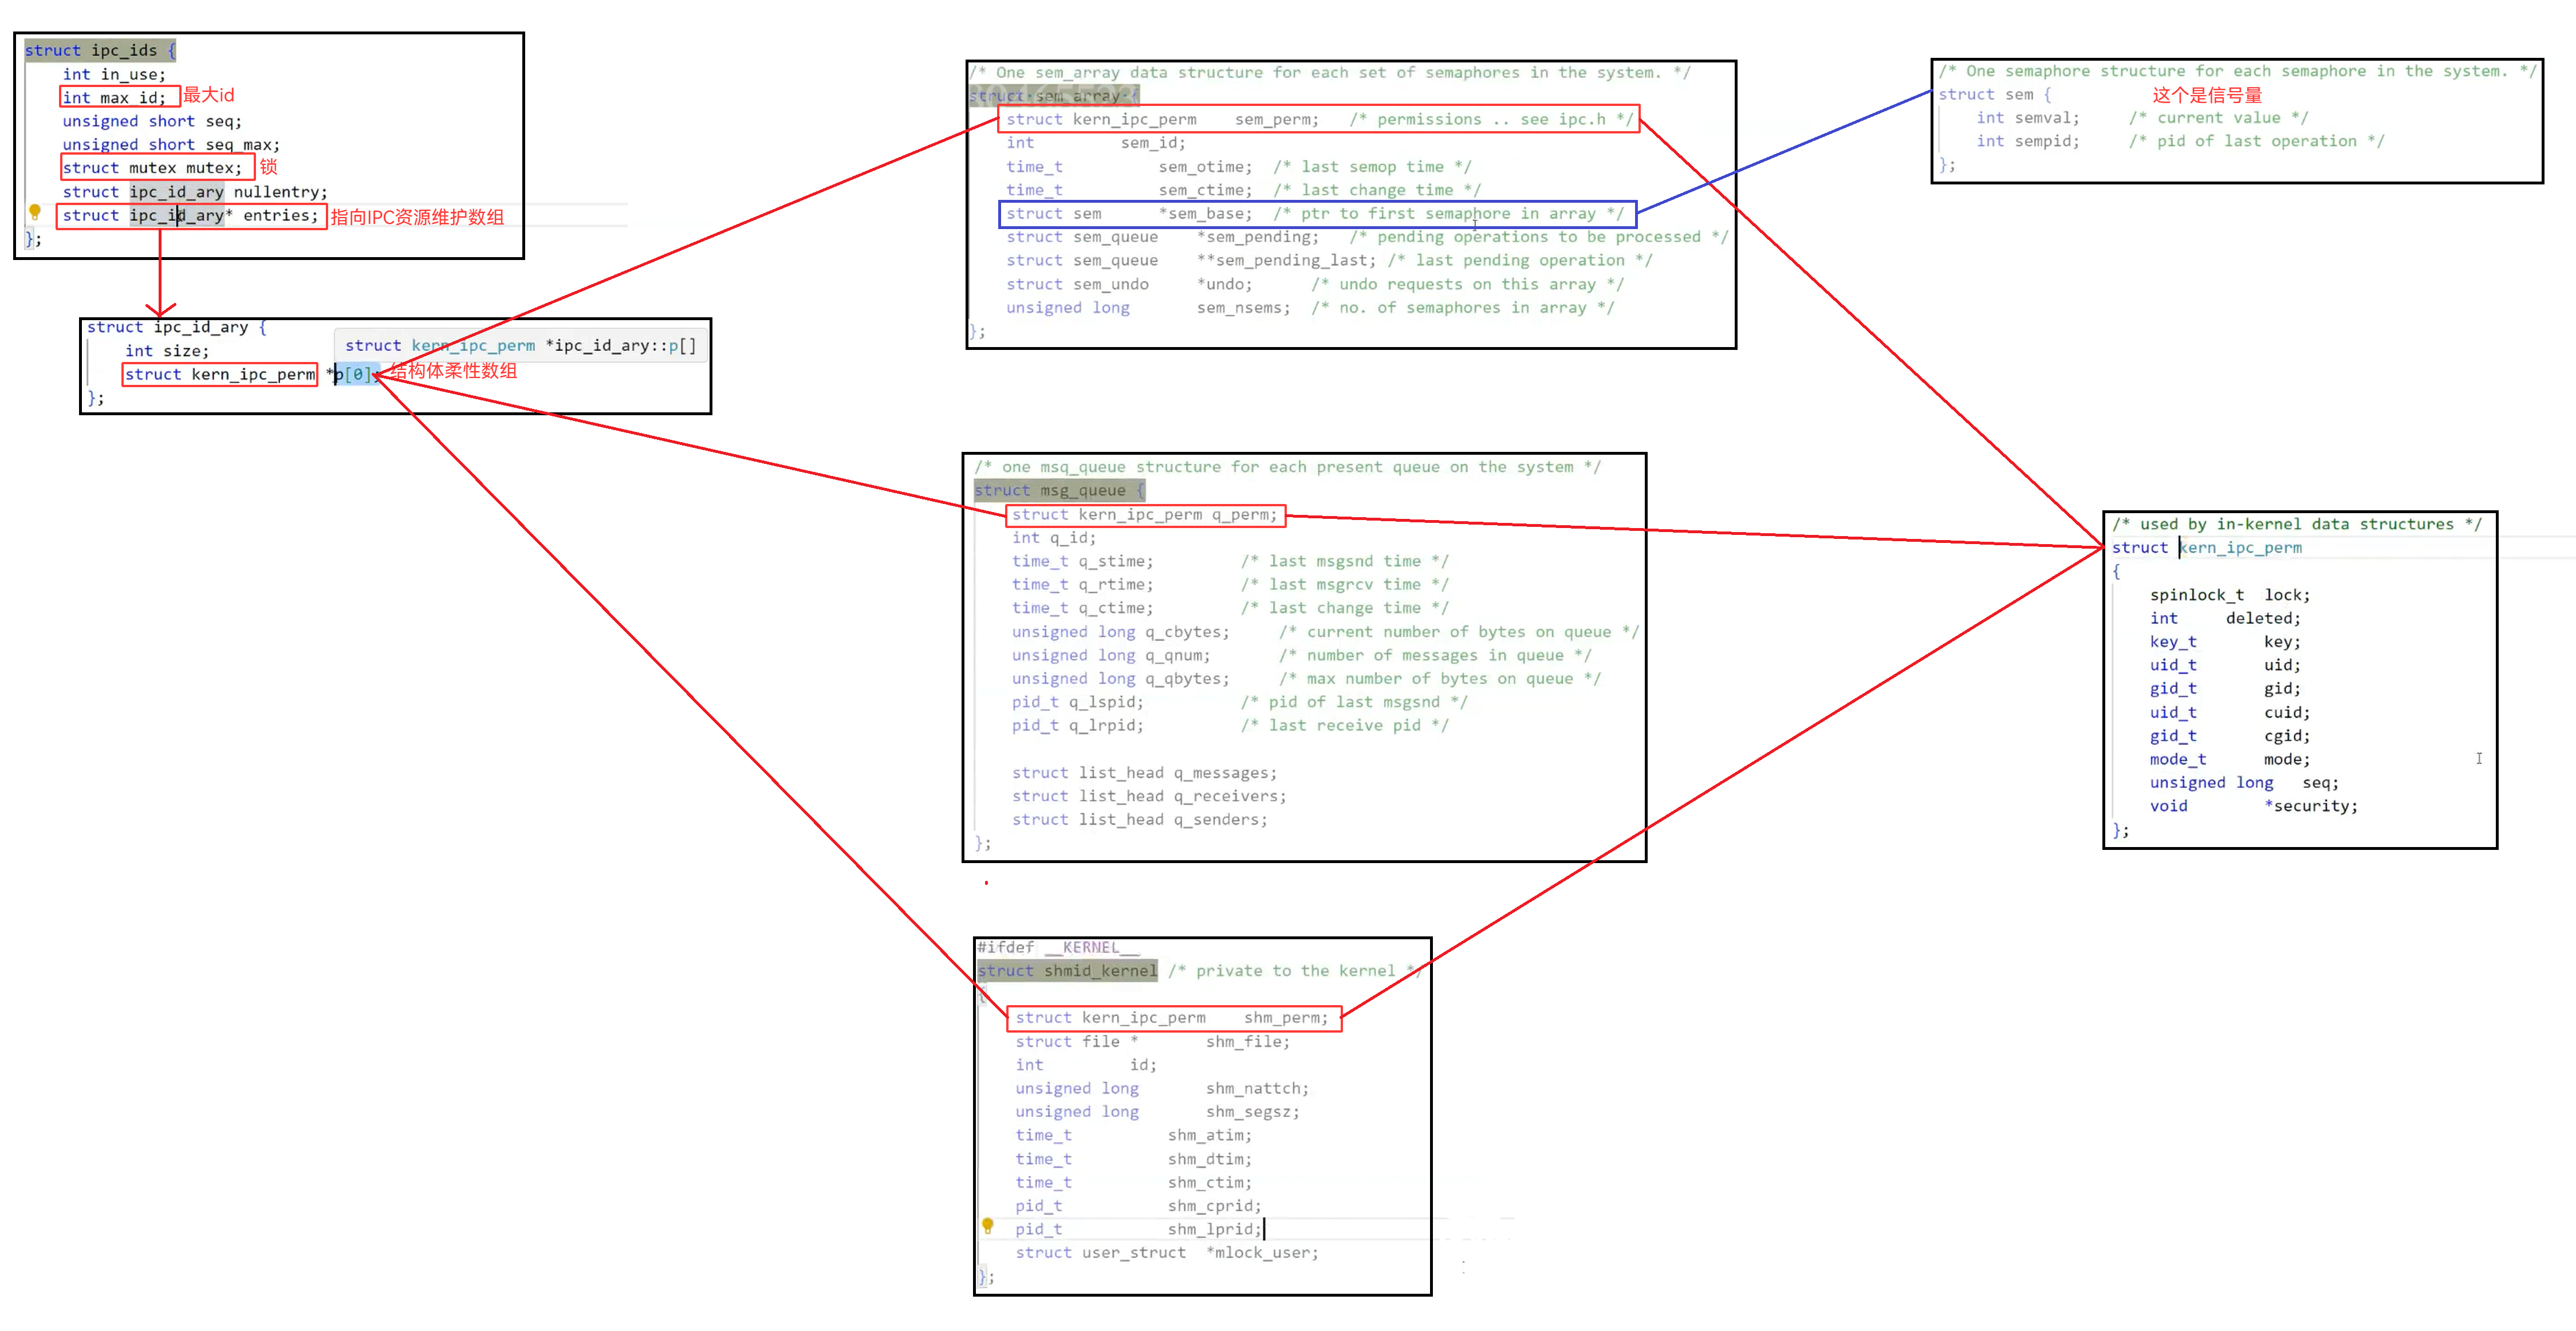 struct ipc_ids {
int in_use;
int max_id; 最大id
unsigned short seq;
unsigned short seq_max;
struct mutex mutex; 锁
struct ipc_id_ary nullentry;
struct ipc_id_ary* entries; 指向IPC资源维护数组
};
struct ipc_id_ary {
int size;
struct kern_ipc_perm *ipc_id_ary::p[]
struct kern_ipc_perm *p[0]; 结构体柔性数组
};
/* One sem_array data structure for each set of semaphores in the system. */
struct sem_array {
struct kern_ipc_perm sem_perm; /* permissions .. see ipc.h */
int sem_id;
time_t sem_otime; /* last semop time */
time_t sem_ctime; /* last change time */
struct sem *sem_base; /* ptr to first semaphore in array */
struct sem_queue *sem_pending; /* pending operations to be processed */
struct sem_queue **sem_pending_last; /* last pending operation */
struct sem_undo *undo; /* undo requests on this array */
unsigned long sem_nsems; /* no. of semaphores in array */
};
/* One semaphore structure for each semaphore in the system. */
struct sem { 这个是信号量
int semval; /* current value */
int sempid; /* pid of last operation */
};
/* one msq_queue structure for each present queue on the system */
struct msg_queue {
struct kern_ipc_perm q_perm;
int q_id;
time_t q_stime; /* last msgsnd time */
time_t q_rtime; /* last msgrcv time */
time_t q_ctime; /* last change time */
unsigned long q_cbytes; /* current number of bytes on queue */
unsigned long q_qnum; /* number of messages in queue */
unsigned long q_qbytes; /* max number of bytes on queue */
pid_t q_lspid; /* pid of last msgsnd */
pid_t q_lrpid; /* last receive pid */
struct list_head q_messages;
struct list_head q_receivers;
struct list_head q_senders;
};
/* used by in-kernel data structures */
struct kern_ipc_perm
{
spinlock_t lock;
int deleted;
key_t key;
uid_t uid;
gid_t gid;
uid_t cuid;
gid_t cgid;
mode_t mode;
unsigned long seq;
void *security;
};
#ifdef __KERNEL__
struct shmid_kernel /* private to the kernel */
{
struct kern_ipc_perm shm_perm;
struct file * shm_file;
int id;
unsigned long shm_nattch;
unsigned long shm_segsz;
time_t shm_atim;
time_t shm_dtim;
time_t shm_ctim;
pid_t shm_cprid;
pid_t shm_lprid;
struct user_struct *mlock_user;
};